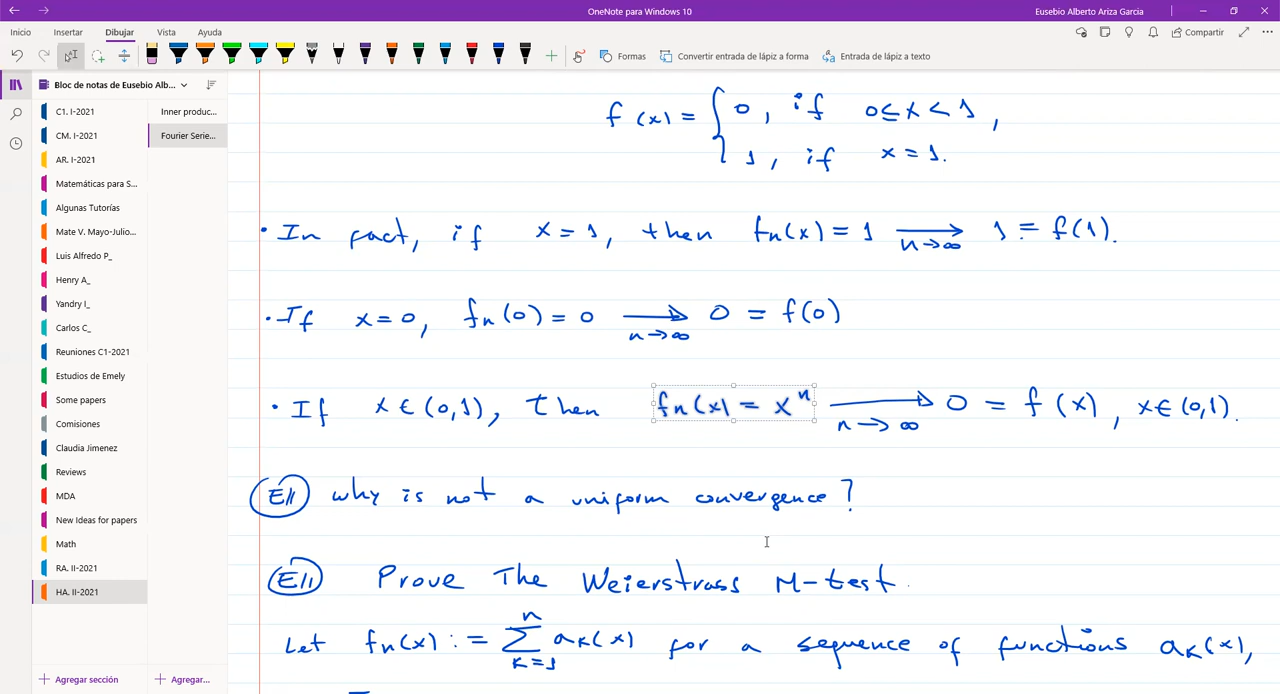 OneNote para Windows 10
Eusebio Alberto Ariza Garcia
Inicio Insertar Dibujar Vista Ayuda
Compartir
Formas Convertir entrada de lápiz a forma Entrada de lápiz a texto
Bloc de notas de Eusebio Alb...
C1. I-2021
CM. I-2021
AR. I-2021
Matemáticas para S...
Algunas Tutorías
Mate V. Mayo-Julio...
Luis Alfredo P_
Henry A_
Yandry I_
Carlos C_
Reuniones C1-2021
Estudios de Emely
Some papers
Comisiones
Claudia Jimenez
Reviews
MDA
New Ideas for papers
Math
RA. II-2021
HA. II-2021
Agregar sección
Inner produc...
Fourier Serie...
Agregar...
f(x) = { 0, if 0 ≤ x < 1,
1, if x = 1.
• In fact, if x = 1, then fn(x) = 1 → n→∞ 1 = f(1).
• If x = 0, fn(0) = 0 → n→∞ 0 = f(0)
• If x ∈ (0,1), then fn(x) = x^n → n→∞ 0 = f(x), x ∈ (0,1).
E11 why is not a uniform convergence?
E11 Prove The Weierstrass M-test.
Let fn(x) := ∑_{k=1}^{n} ak(x) for a sequence of functions ak(x),